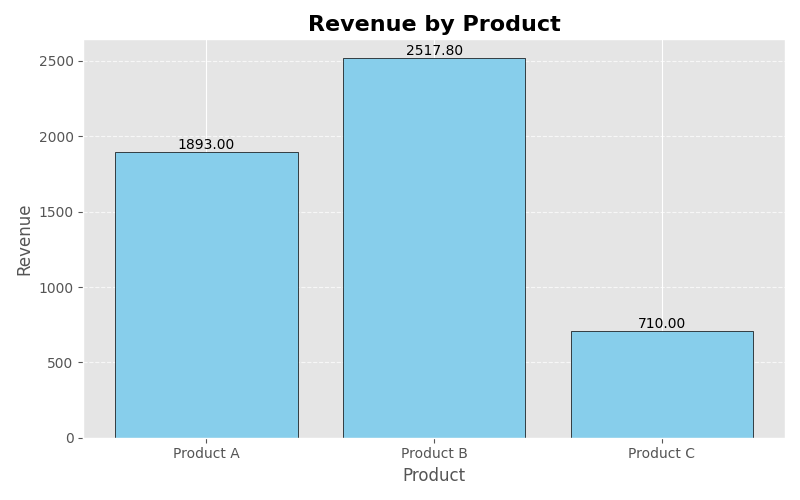 Revenue by Product
2517.80
1893.00
710.00
2500
2000
1500
1000
500
0
Revenue
Product A
Product B
Product C
Product